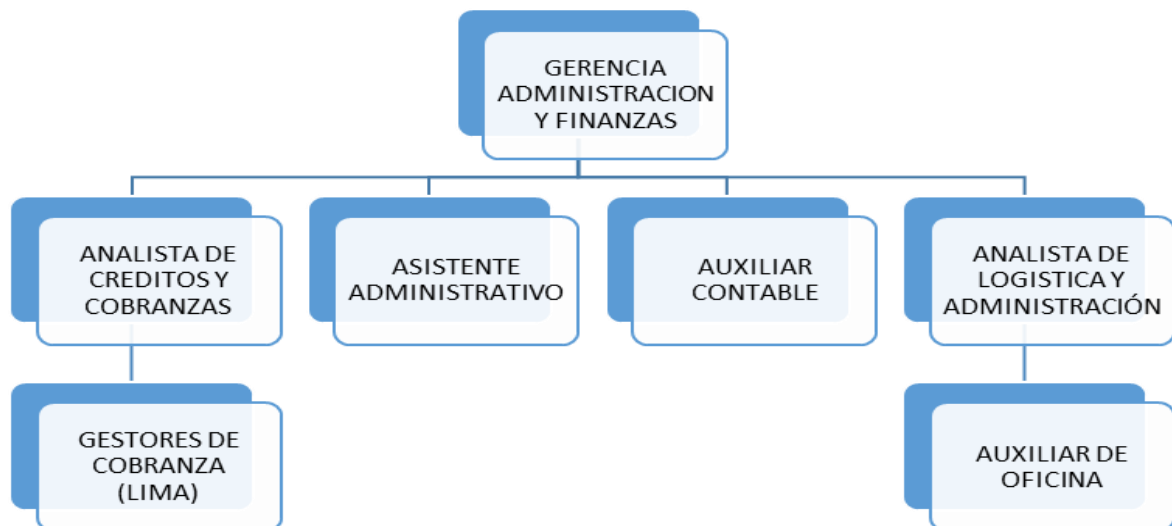 GERENCIA
ADMINISTRACION
Y FINANZAS
ANALISTA DE
CREDITOS Y
COBRANZAS
ASISTENTE
ADMINISTRATIVO
AUXILIAR
CONTABLE
ANALISTA DE
LOGISTICA Y
ADMINISTRACIÓN
GESTORES DE
COBRANZA
(LIMA)
AUXILIAR DE
OFICINA